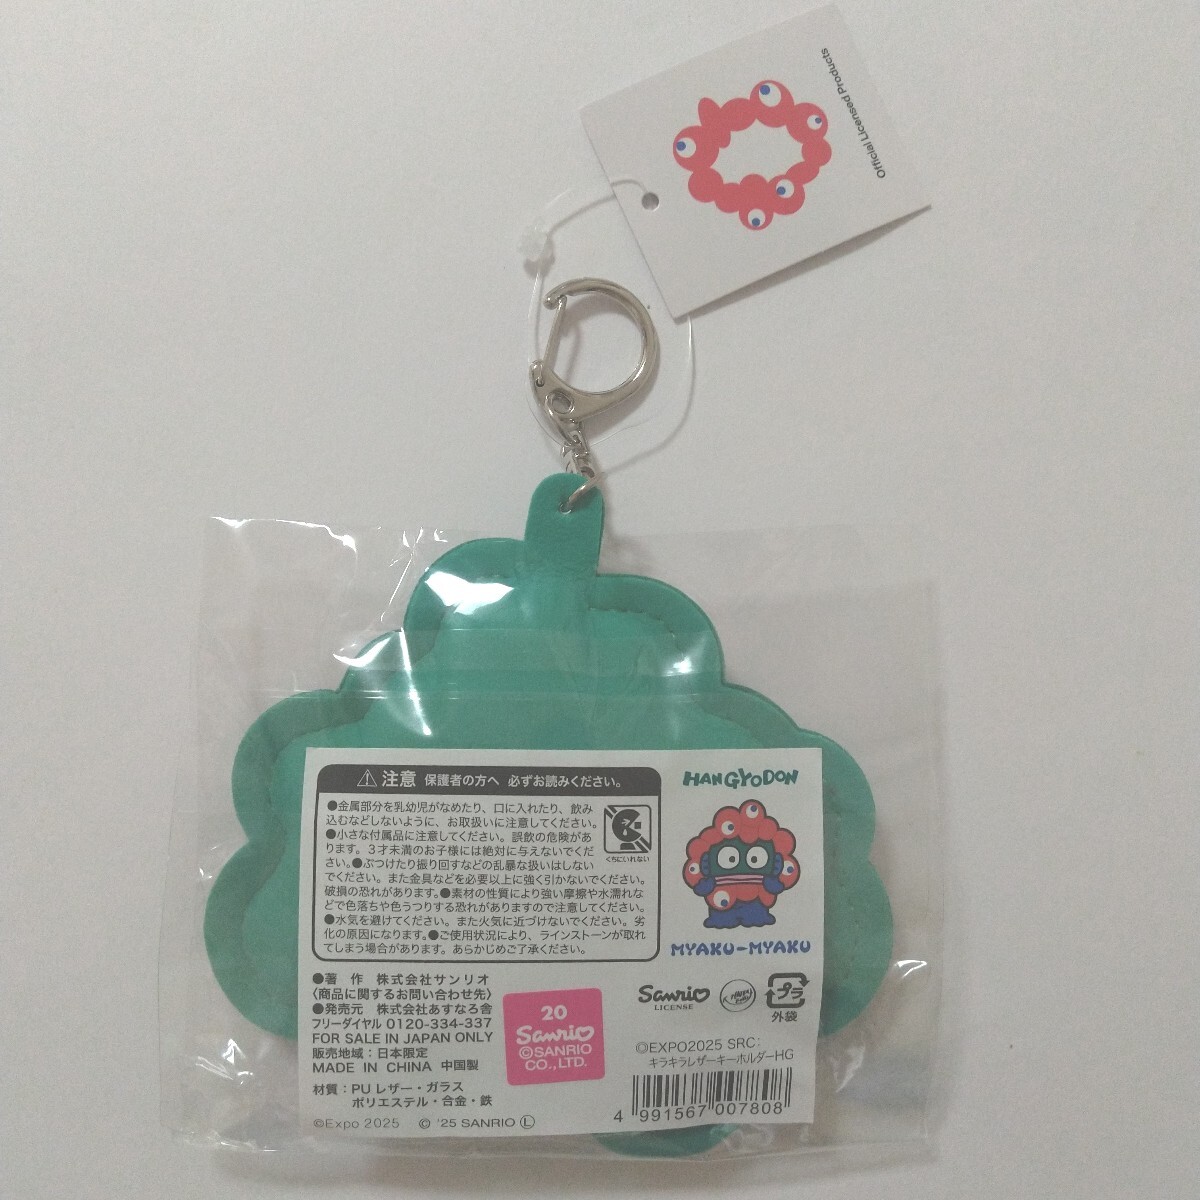 Official Licensed Products
⚠注意 保護者の方へ 必ずお読みください。
●金属部分を乳幼児がなめたり、口に入れたり、飲み
込むなどしないように、お取扱いに注意してください。
●小さな付属品に注意してください。誤飲の危険があ
ります。3才未満のお子様には絶対に与えないでくだ
さい。●ぶつけたり振り回すなどの乱暴な扱いはしない
でください。また金具などを必要以上に強く引かないでください。
破損の恐れがあります。●素材の性質により強い摩擦や水濡れな
どで色落ちや色うつりする恐れがありますので注意してください。
●水気を避けてください。また火気に近づけないでください。劣
化の原因になります。●ご使用状況により、ラインストーンが取れ
てしまう場合があります。あらかじめご了承ください。
くちにいれない
HANGYODON
MYAKU-MYAKU
●著 作 株式会社サンリオ
〈商品に関するお問い合わせ先〉
●発売元 株式会社あすなろ舎
フリーダイヤル 0120-334-337
FOR SALE IN JAPAN ONLY
販売地域：日本限定
MADE IN CHINA 中国製
材質：PUレザー・ガラス
ポリエステル・合金・鉄
©Expo 2025 © '25 SANRIO Ⓛ
20
Sanrio
©SANRIO
CO.,LTD.
Sanrio
LICENSE
プラ
外袋
©EXPO2025 SRC:
キラキラレザーキーホルダーHG
4 991567 007808